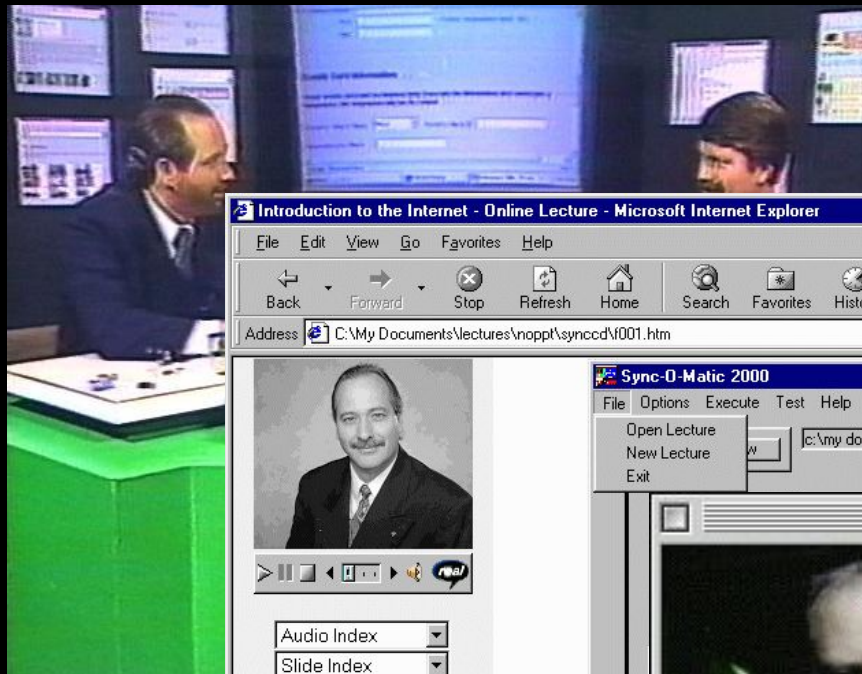 Introduction to the Internet - Online Lecture - Microsoft Internet Explorer
File Edit View Go Favorites Help
Back Forward Stop Refresh Home Search Favorites Histo
Address C:\My Documents\lectures\noppt\synccd\f001.htm
Sync-O-Matic 2000
File Options Execute Test Help
Open Lecture
New Lecture
Exit
w
c:\my do
real
Audio Index
Slide Index